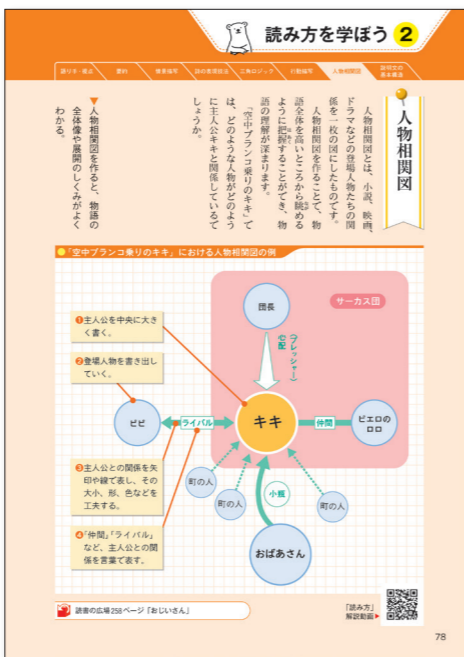 読み方を学ぼう 2
語り手・視点
要約
情景描写
詩の表現技法
三角ロジック
行動描写
人物相関図
説明文の
基本構造
人物相関図
人物相関図とは、小説、映画、
ドラマなどの登場人物たちの関
係を一枚の図にしたものです。
人物相関図を作ることで、物
語全体を高いところから眺める
ように把握することができ、物
語の理解が深まります。
「空中ブランコ乗りのキキ」で
は、どのような人物がどのよう
に主人公キキと関係しているで
しょうか。
▼人物相関図を作ると、物語の
全体像や展開のしくみがよく
わかる。
●「空中ブランコ乗りのキキ」における人物相関図の例
サーカス団
団長
心配
(プレッシャー)
❶主人公を中央に大き
く書く。
❷登場人物を書き出し
ていく。
ピピ
ライバル
キキ
仲間
ピエロの
ロロ
❸主人公との関係を矢
印や線で表し、その
大小、形、色などを
工夫する。
町の人
町の人
町の人
小瓶
❹「仲間」「ライバル」
など、主人公との関
係を言葉で表す。
おばあさん
読書の広場258ページ「おじいさん」
「読み方」
解説動画▶
78